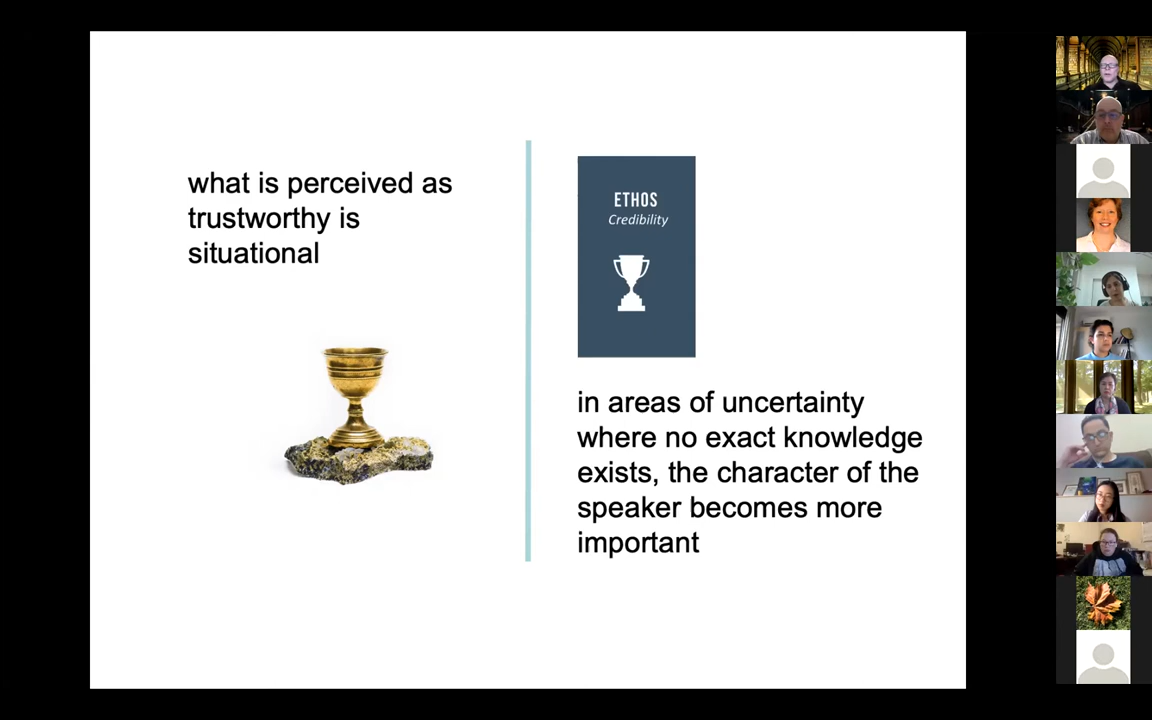 what is perceived as
trustworthy is
situational
ETHOS
Credibility
in areas of uncertainty
where no exact knowledge
exists, the character of the
speaker becomes more
important